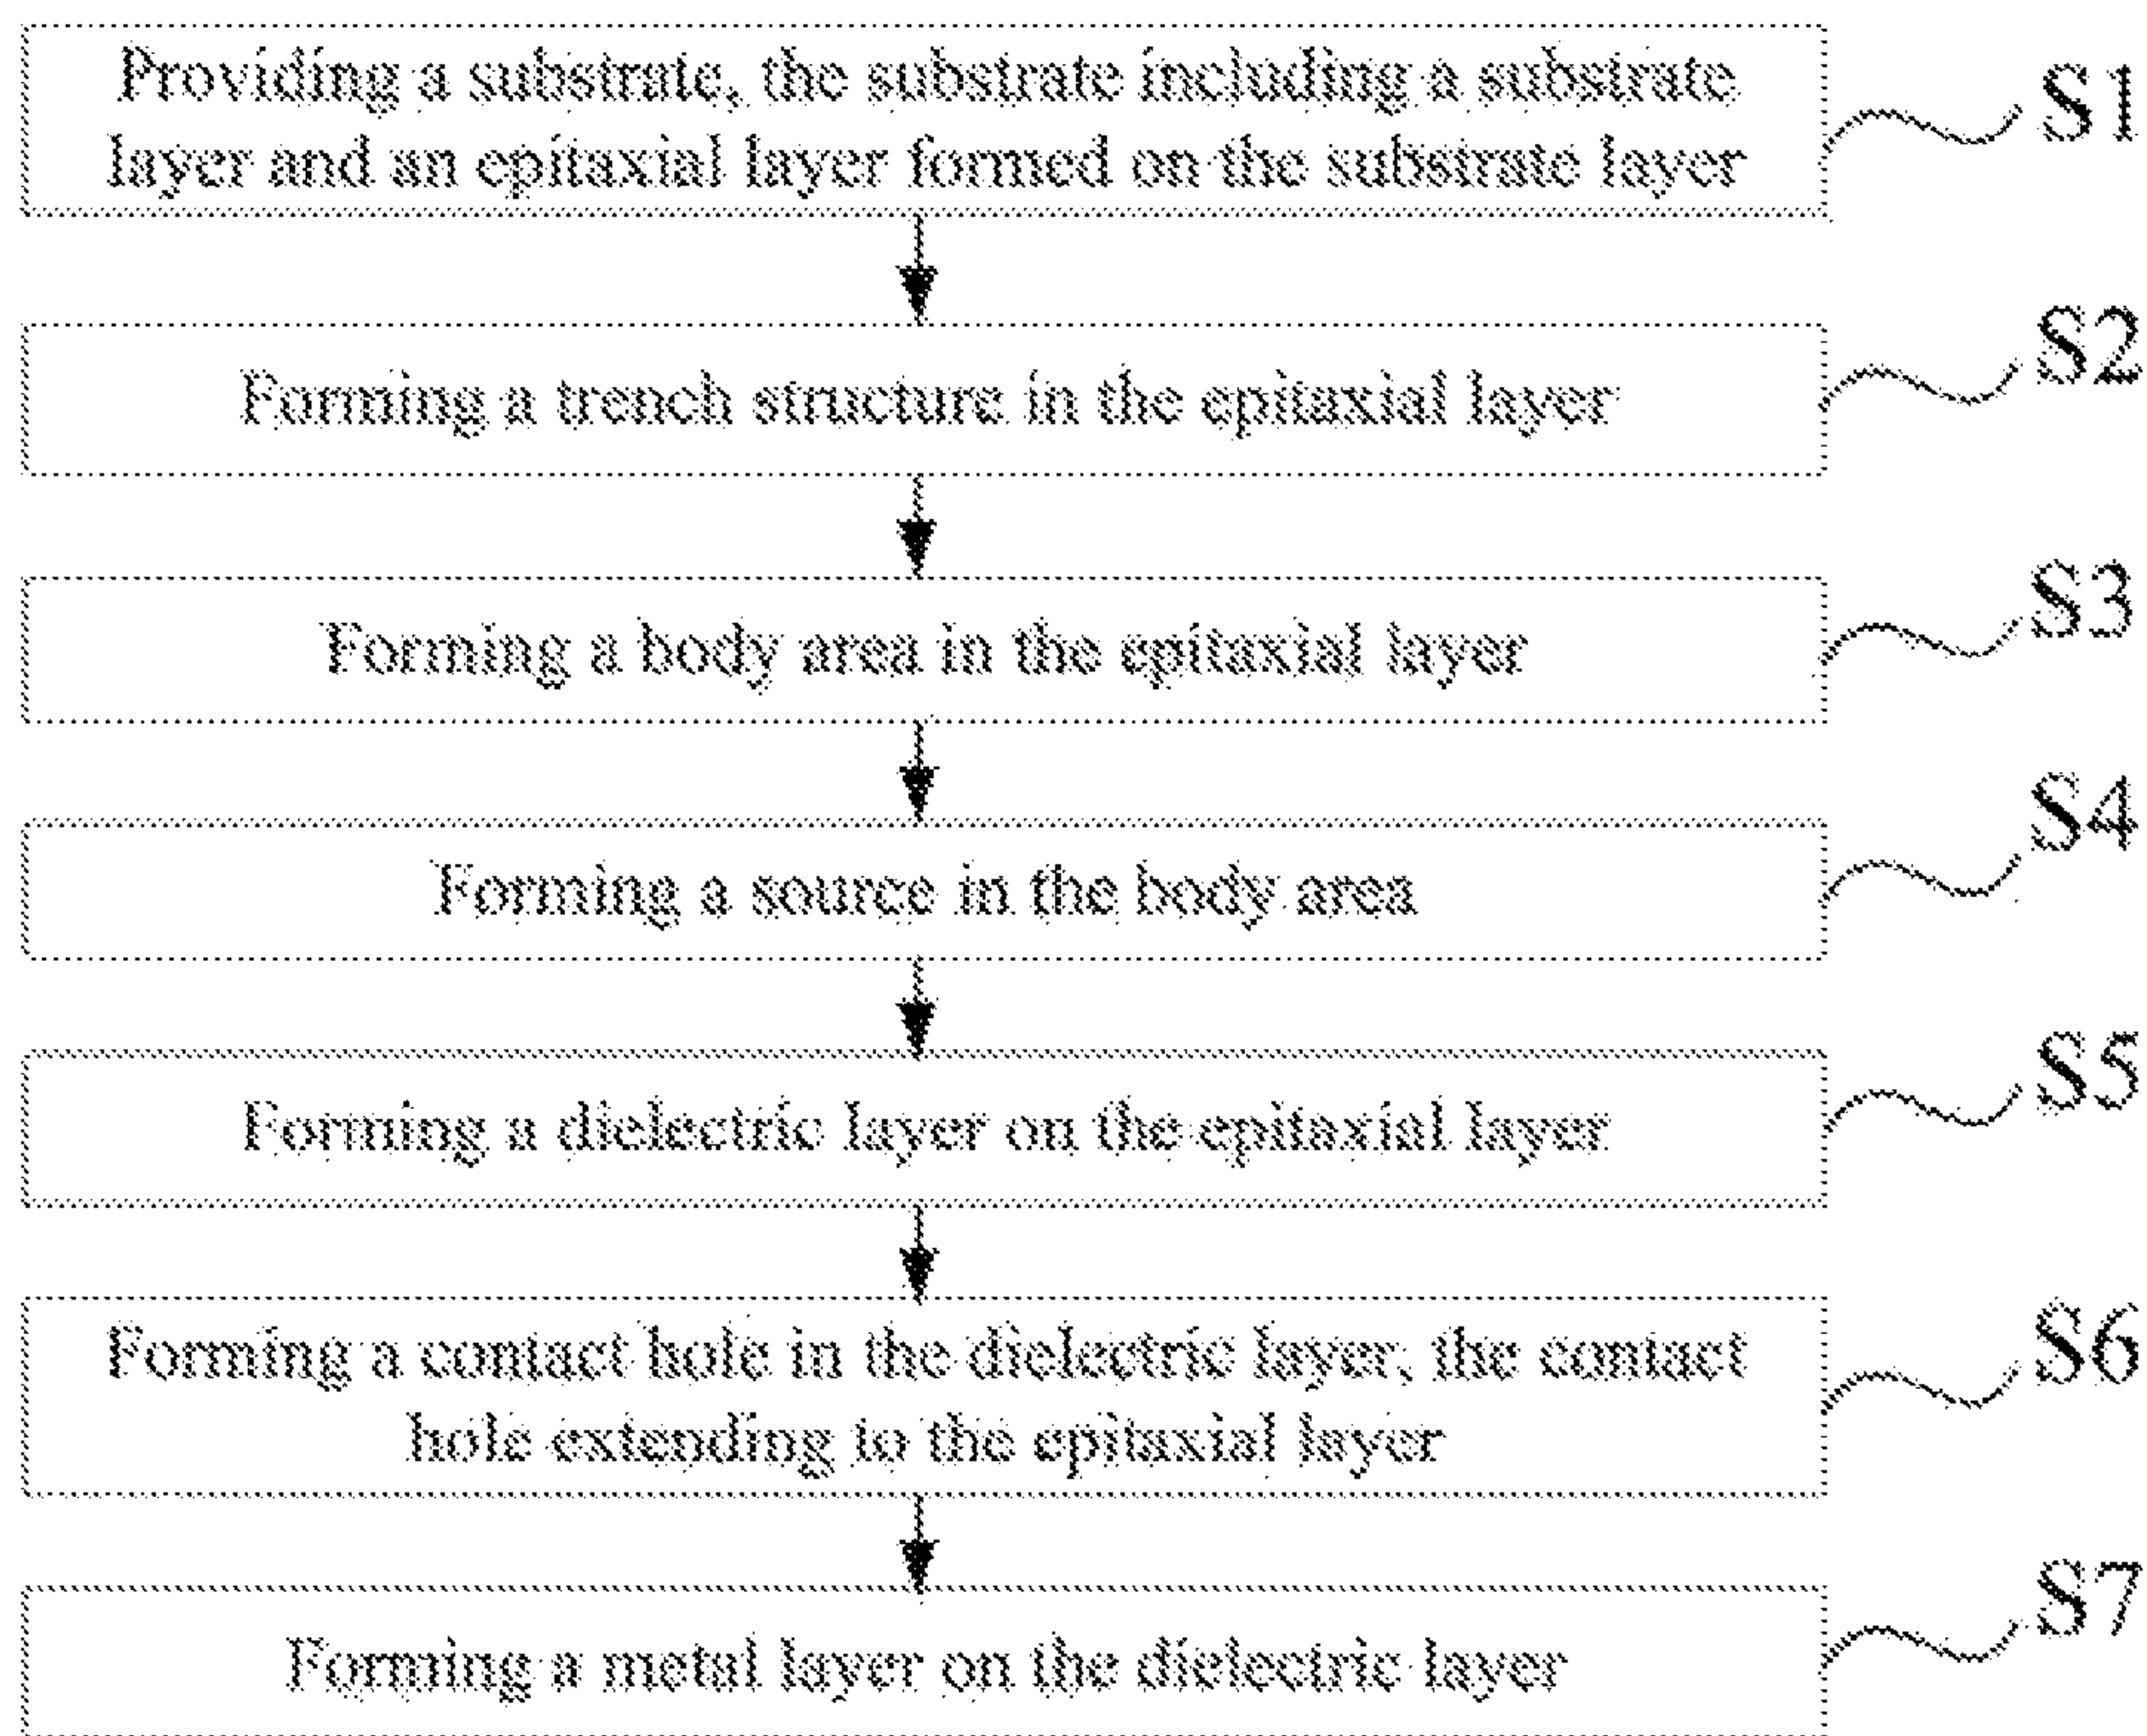 Providing a substrate, the substrate including a substrate
layer and an epitaxial layer formed on the substrate layer
S1
Forming a trench structure in the epitaxial layer
S2
Forming a body area in the epitaxial layer
S3
Forming a source in the body area
S4
Forming a dielectric layer on the epitaxial layer
S5
Forming a contact hole in the dielectric layer, the contact
hole extending to the epitaxial layer
S6
Forming a metal layer on the dielectric layer
S7